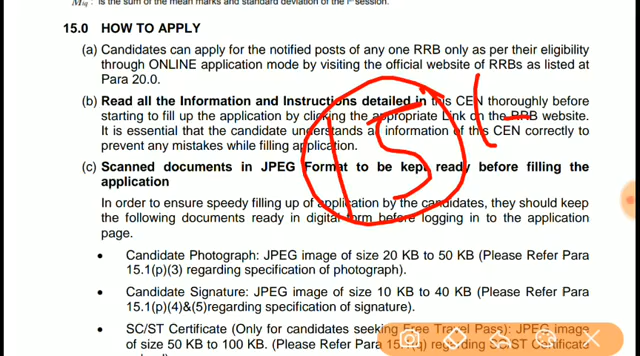 Mij : is the sum of the mean marks and standard deviation of the ith session.
15.0 HOW TO APPLY
(a) Candidates can apply for the notified posts of any one RRB only as per their eligibility
through ONLINE application mode by visiting the official website of RRBs as listed at
Para 20.0.
(b) Read all the Information and Instructions detailed in this CEN thoroughly before
starting to fill up the application by clicking the appropriate Link on the RRB website.
It is essential that the candidate understands all information of this CEN correctly to
prevent any mistakes while filling application.
(c) Scanned documents in JPEG Format to be kept ready before filling the
application
In order to ensure speedy filling up of application by the candidates, they should keep
the following documents ready in digital form before logging in to the application
page.
• Candidate Photograph: JPEG image of size 20 KB to 50 KB (Please Refer Para
15.1(p)(3) regarding specification of photograph).
• Candidate Signature: JPEG image of size 10 KB to 40 KB (Please Refer Para
15.1(p)(4)&(5)regarding specification of signature).
• SC/ST Certificate (Only for candidates seeking Free Travel Pass): JPEG image
of size 50 KB to 100 KB. (Please Refer Para 15.1(q) regarding SC/ST Certificate